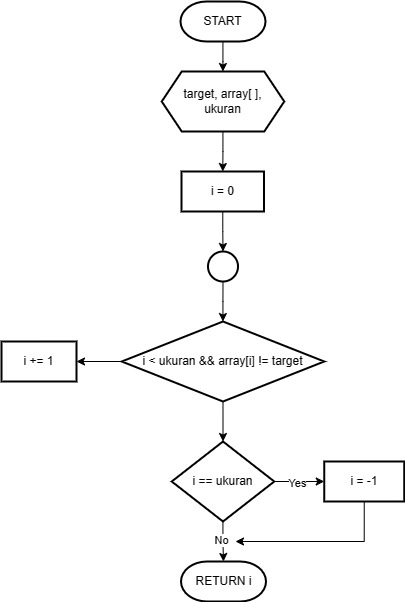 START
target, array[ ],
ukuran
i = 0
i < ukuran && array[i] != target
i += 1
i == ukuran
Yes
i = -1
No
RETURN i